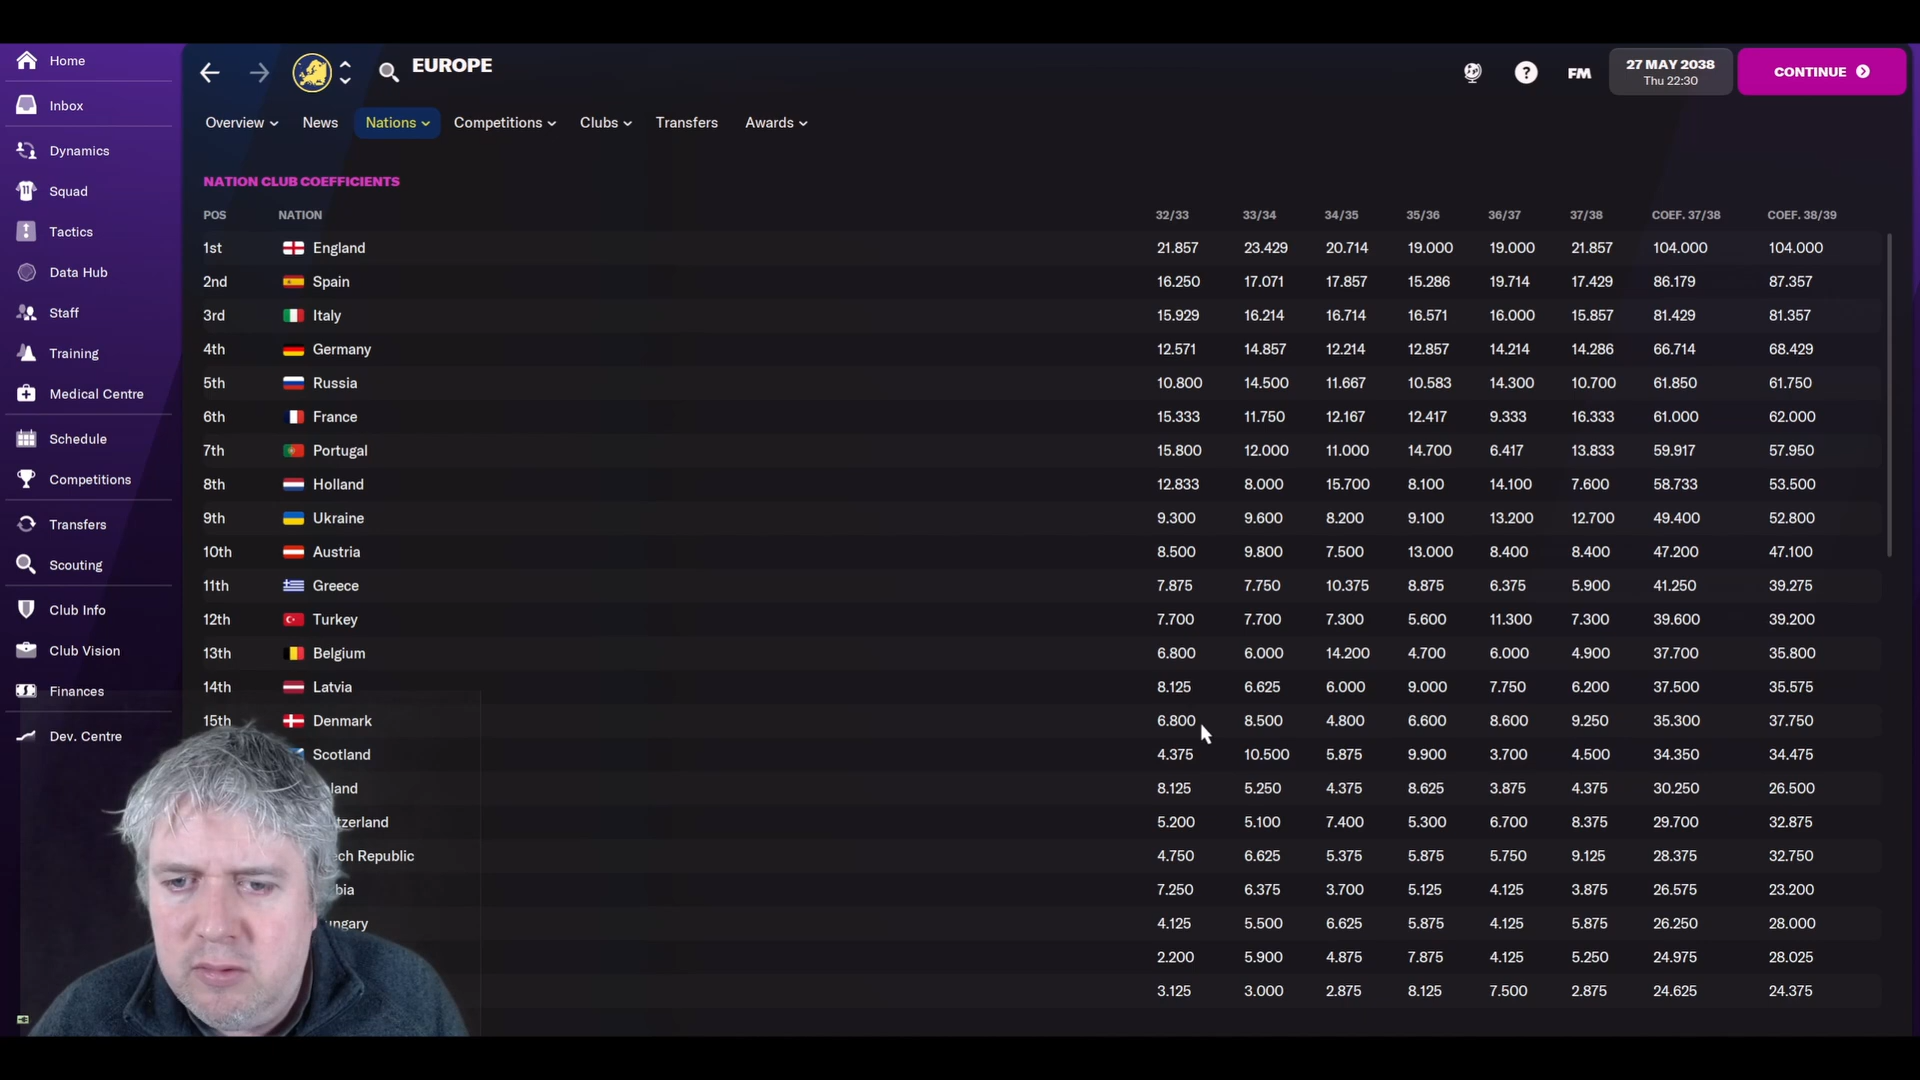 Home
EUROPE
27 MAY 2038
Thu 22:30
CONTINUE
FM
Inbox
Overview News Nations Competitions Clubs Transfers Awards
Dynamics
Squad
Tactics
Data Hub
Staff
Training
Medical Centre
Schedule
Competitions
Transfers
Scouting
Club Info
Club Vision
Finances
Dev. Centre
NATION CLUB COEFFICIENTS
POS NATION 32/33 33/34 34/35 35/36 36/37 37/38 COEF. 37/38 COEF. 38/39
1st England 21.857 23.429 20.714 19.000 19.000 21.857 104.000 104.000
2nd Spain 16.250 17.071 17.857 15.286 19.714 17.429 86.179 87.357
3rd Italy 15.929 16.214 16.714 16.571 16.000 15.857 81.429 81.357
4th Germany 12.571 14.857 12.214 12.857 14.214 14.286 66.714 68.429
5th Russia 10.800 14.500 11.667 10.583 14.300 10.700 61.850 61.750
6th France 15.333 11.750 12.167 12.417 9.333 16.333 61.000 62.000
7th Portugal 15.800 12.000 11.000 14.700 6.417 13.833 59.917 57.950
8th Holland 12.833 8.000 15.700 8.100 14.100 7.600 58.733 53.500
9th Ukraine 9.300 9.600 8.200 9.100 13.200 12.700 49.400 52.800
10th Austria 8.500 9.800 7.500 13.000 8.400 8.400 47.200 47.100
11th Greece 7.875 7.750 10.375 8.875 6.375 5.900 41.250 39.275
12th Turkey 7.700 7.700 7.300 5.600 11.300 7.300 39.600 39.200
13th Belgium 6.800 6.000 14.200 4.700 6.000 4.900 37.700 35.800
14th Latvia 8.125 6.625 6.000 9.000 7.750 6.200 37.500 35.575
15th Denmark 6.800 8.500 4.800 6.600 8.600 9.250 35.300 37.750
Scotland 4.375 10.500 5.875 9.900 3.700 4.500 34.350 34.475
land 8.125 5.250 4.375 8.625 3.875 4.375 30.250 26.500
tzerland 5.200 5.100 7.400 5.300 6.700 8.375 29.700 32.875
ech Republic 4.750 6.625 5.375 5.875 5.750 9.125 28.375 32.750
bia 7.250 6.375 3.700 5.125 4.125 3.875 26.575 23.200
ngary 4.125 5.500 6.625 5.875 4.125 5.875 26.250 28.000
2.200 5.900 4.875 7.875 4.125 5.250 24.975 28.025
3.125 3.000 2.875 8.125 7.500 2.875 24.625 24.375